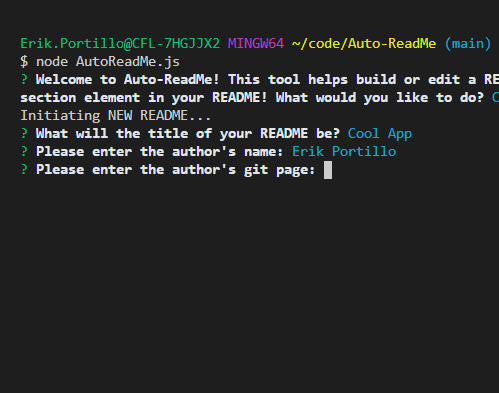 Erik.Portillo@CFL-7HGJJX2 MINGW64 ~/code/Auto-ReadMe (main)
$ node AutoReadMe.js
? Welcome to Auto-ReadMe! This tool helps build or edit a RE
section element in your README! What would you like to do? C
Initiating NEW README...
? What will the title of your README be? Cool App
? Please enter the author's name: Erik Portillo
? Please enter the author's git page: